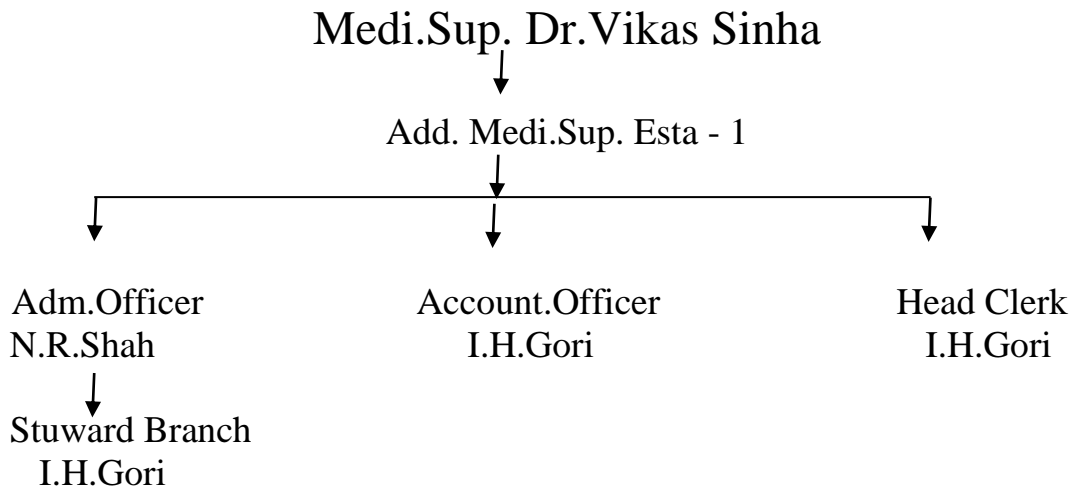 Medi.Sup. Dr.Vikas Sinha
Add. Medi.Sup. Esta - 1
Adm.Officer
N.R.Shah
Account.Officer
I.H.Gori
Head Clerk
I.H.Gori
Stuward Branch
I.H.Gori